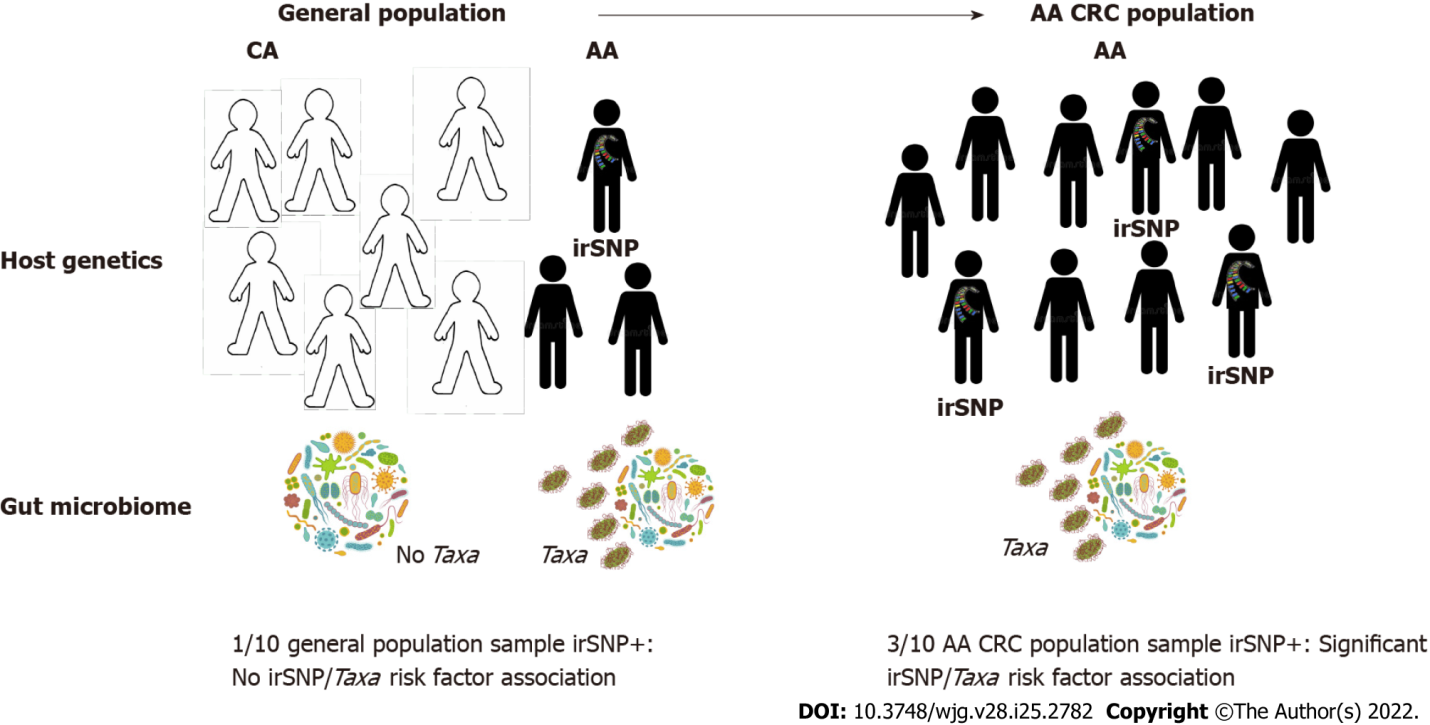 General population
AA CRC population
CA
AA
AA
irSNP
irSNP
Host genetics
irSNP
irSNP
Gut microbiome
No Taxa
Taxa
Taxa
1/10 general population sample irSNP+:
No irSNP/Taxa risk factor association
3/10 AA CRC population sample irSNP+: Significant
irSNP/Taxa risk factor association
DOI: 10.3748/wjg.v28.i25.2782 Copyright ©The Author(s) 2022.